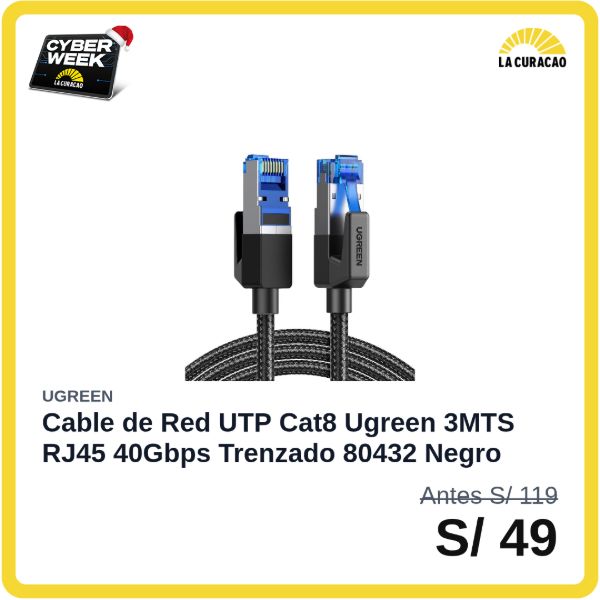 CYBER
WEEK
LA CURACAO
LA CURACAO
UGREEN
UGREEN
Cable de Red UTP Cat8 Ugreen 3MTS
RJ45 40Gbps Trenzado 80432 Negro
Antes S/ 119
S/ 49